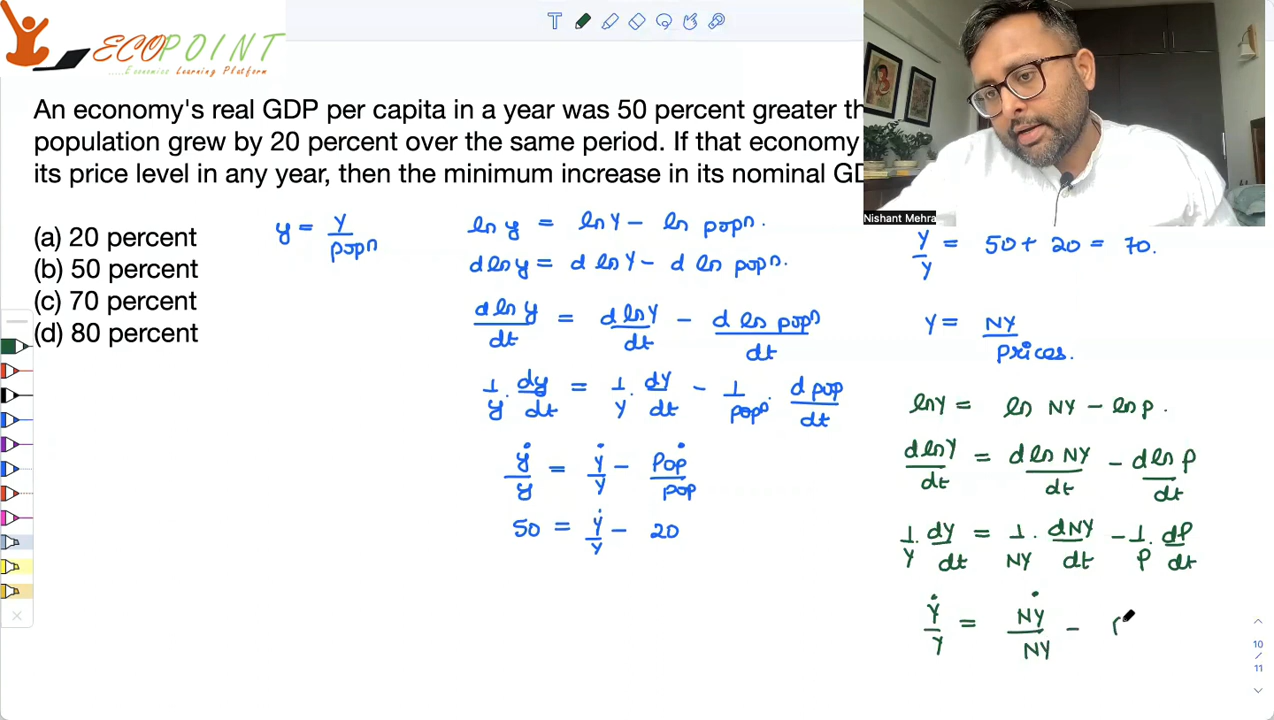 ECOPOINT
.....Economics Learning Platform
An economy's real GDP per capita in a year was 50 percent greater th
population grew by 20 percent over the same period. If that economy
its price level in any year, then the minimum increase in its nominal GD
(a) 20 percent
(b) 50 percent
(c) 70 percent
(d) 80 percent
y = Y / popn
ln y = ln Y - ln popn.
d ln y = d ln Y - d ln popn.
d ln y / dt = d ln Y / dt - d ln popn / dt
1/y . dy/dt = 1/Y . dY/dt - 1/popn . d pop/dt
ẏ/y = Ẏ/Y - Pȯp/pop
50 = Ẏ/Y - 20
Nishant Mehra
Y/Y = 50 + 20 = 70.
Y = NY / prices.
ln Y = ln NY - ln p.
d ln Y / dt = d ln NY / dt - d ln p / dt
1/Y . dY/dt = 1/NY . dNY/dt - 1/P . dP/dt
Ẏ/Y = NẎ/NY -
10
/
11